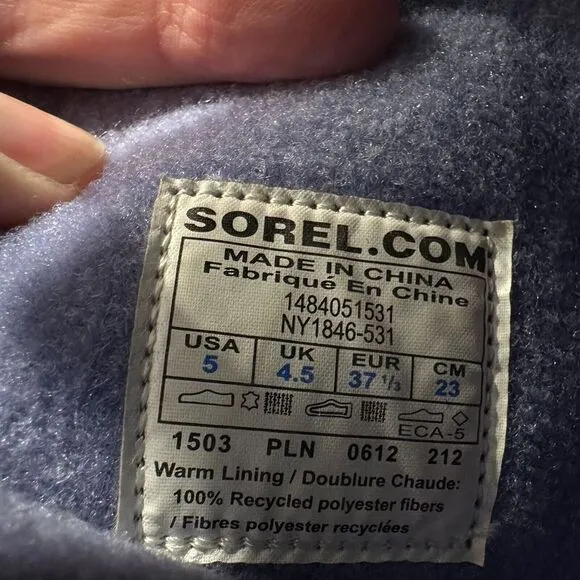 SOREL.COM
MADE IN CHINA
Fabriqué En Chine
1484051531
NY1846-531
USA UK EUR CM
5 4.5 37 1/3 23
ECA-5
1503 PLN 0612 212
Warm Lining / Doublure Chaude:
100% Recycled polyester fibers
/ Fibres polyester recyclées